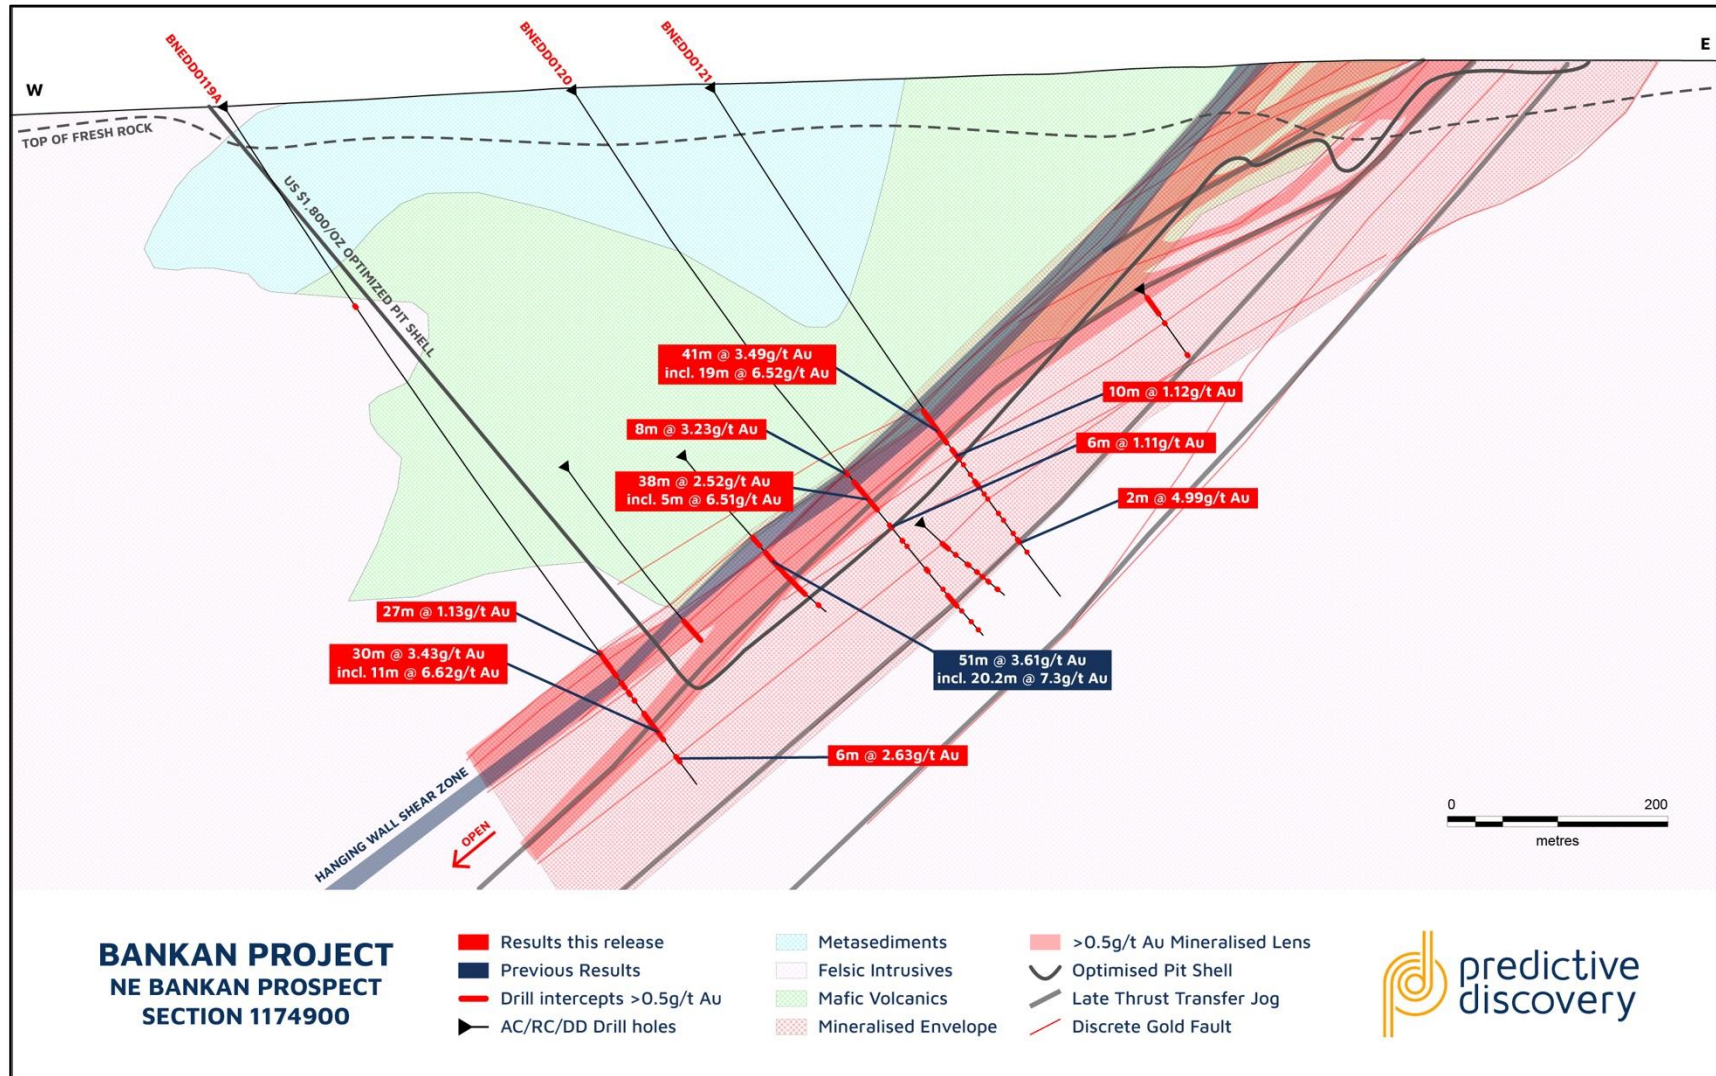 BNEDD0119A
BNEDD0120
BNEDD0121
W
E
TOP OF FRESH ROCK
US $1,800/OZ OPTIMIZED PIT SHELL
41m @ 3.49g/t Au
incl. 19m @ 6.52g/t Au
10m @ 1.12g/t Au
8m @ 3.23g/t Au
6m @ 1.11g/t Au
38m @ 2.52g/t Au
incl. 5m @ 6.51g/t Au
2m @ 4.99g/t Au
27m @ 1.13g/t Au
30m @ 3.43g/t Au
incl. 11m @ 6.62g/t Au
51m @ 3.61g/t Au
incl. 20.2m @ 7.3g/t Au
6m @ 2.63g/t Au
HANGING WALL SHEAR ZONE
OPEN
0 200
metres
BANKAN PROJECT
NE BANKAN PROSPECT
SECTION 1174900
Results this release
Previous Results
Drill intercepts >0.5g/t Au
AC/RC/DD Drill holes
Metasediments
Felsic Intrusives
Mafic Volcanics
Mineralised Envelope
>0.5g/t Au Mineralised Lens
Optimised Pit Shell
Late Thrust Transfer Jog
Discrete Gold Fault
predictive
discovery